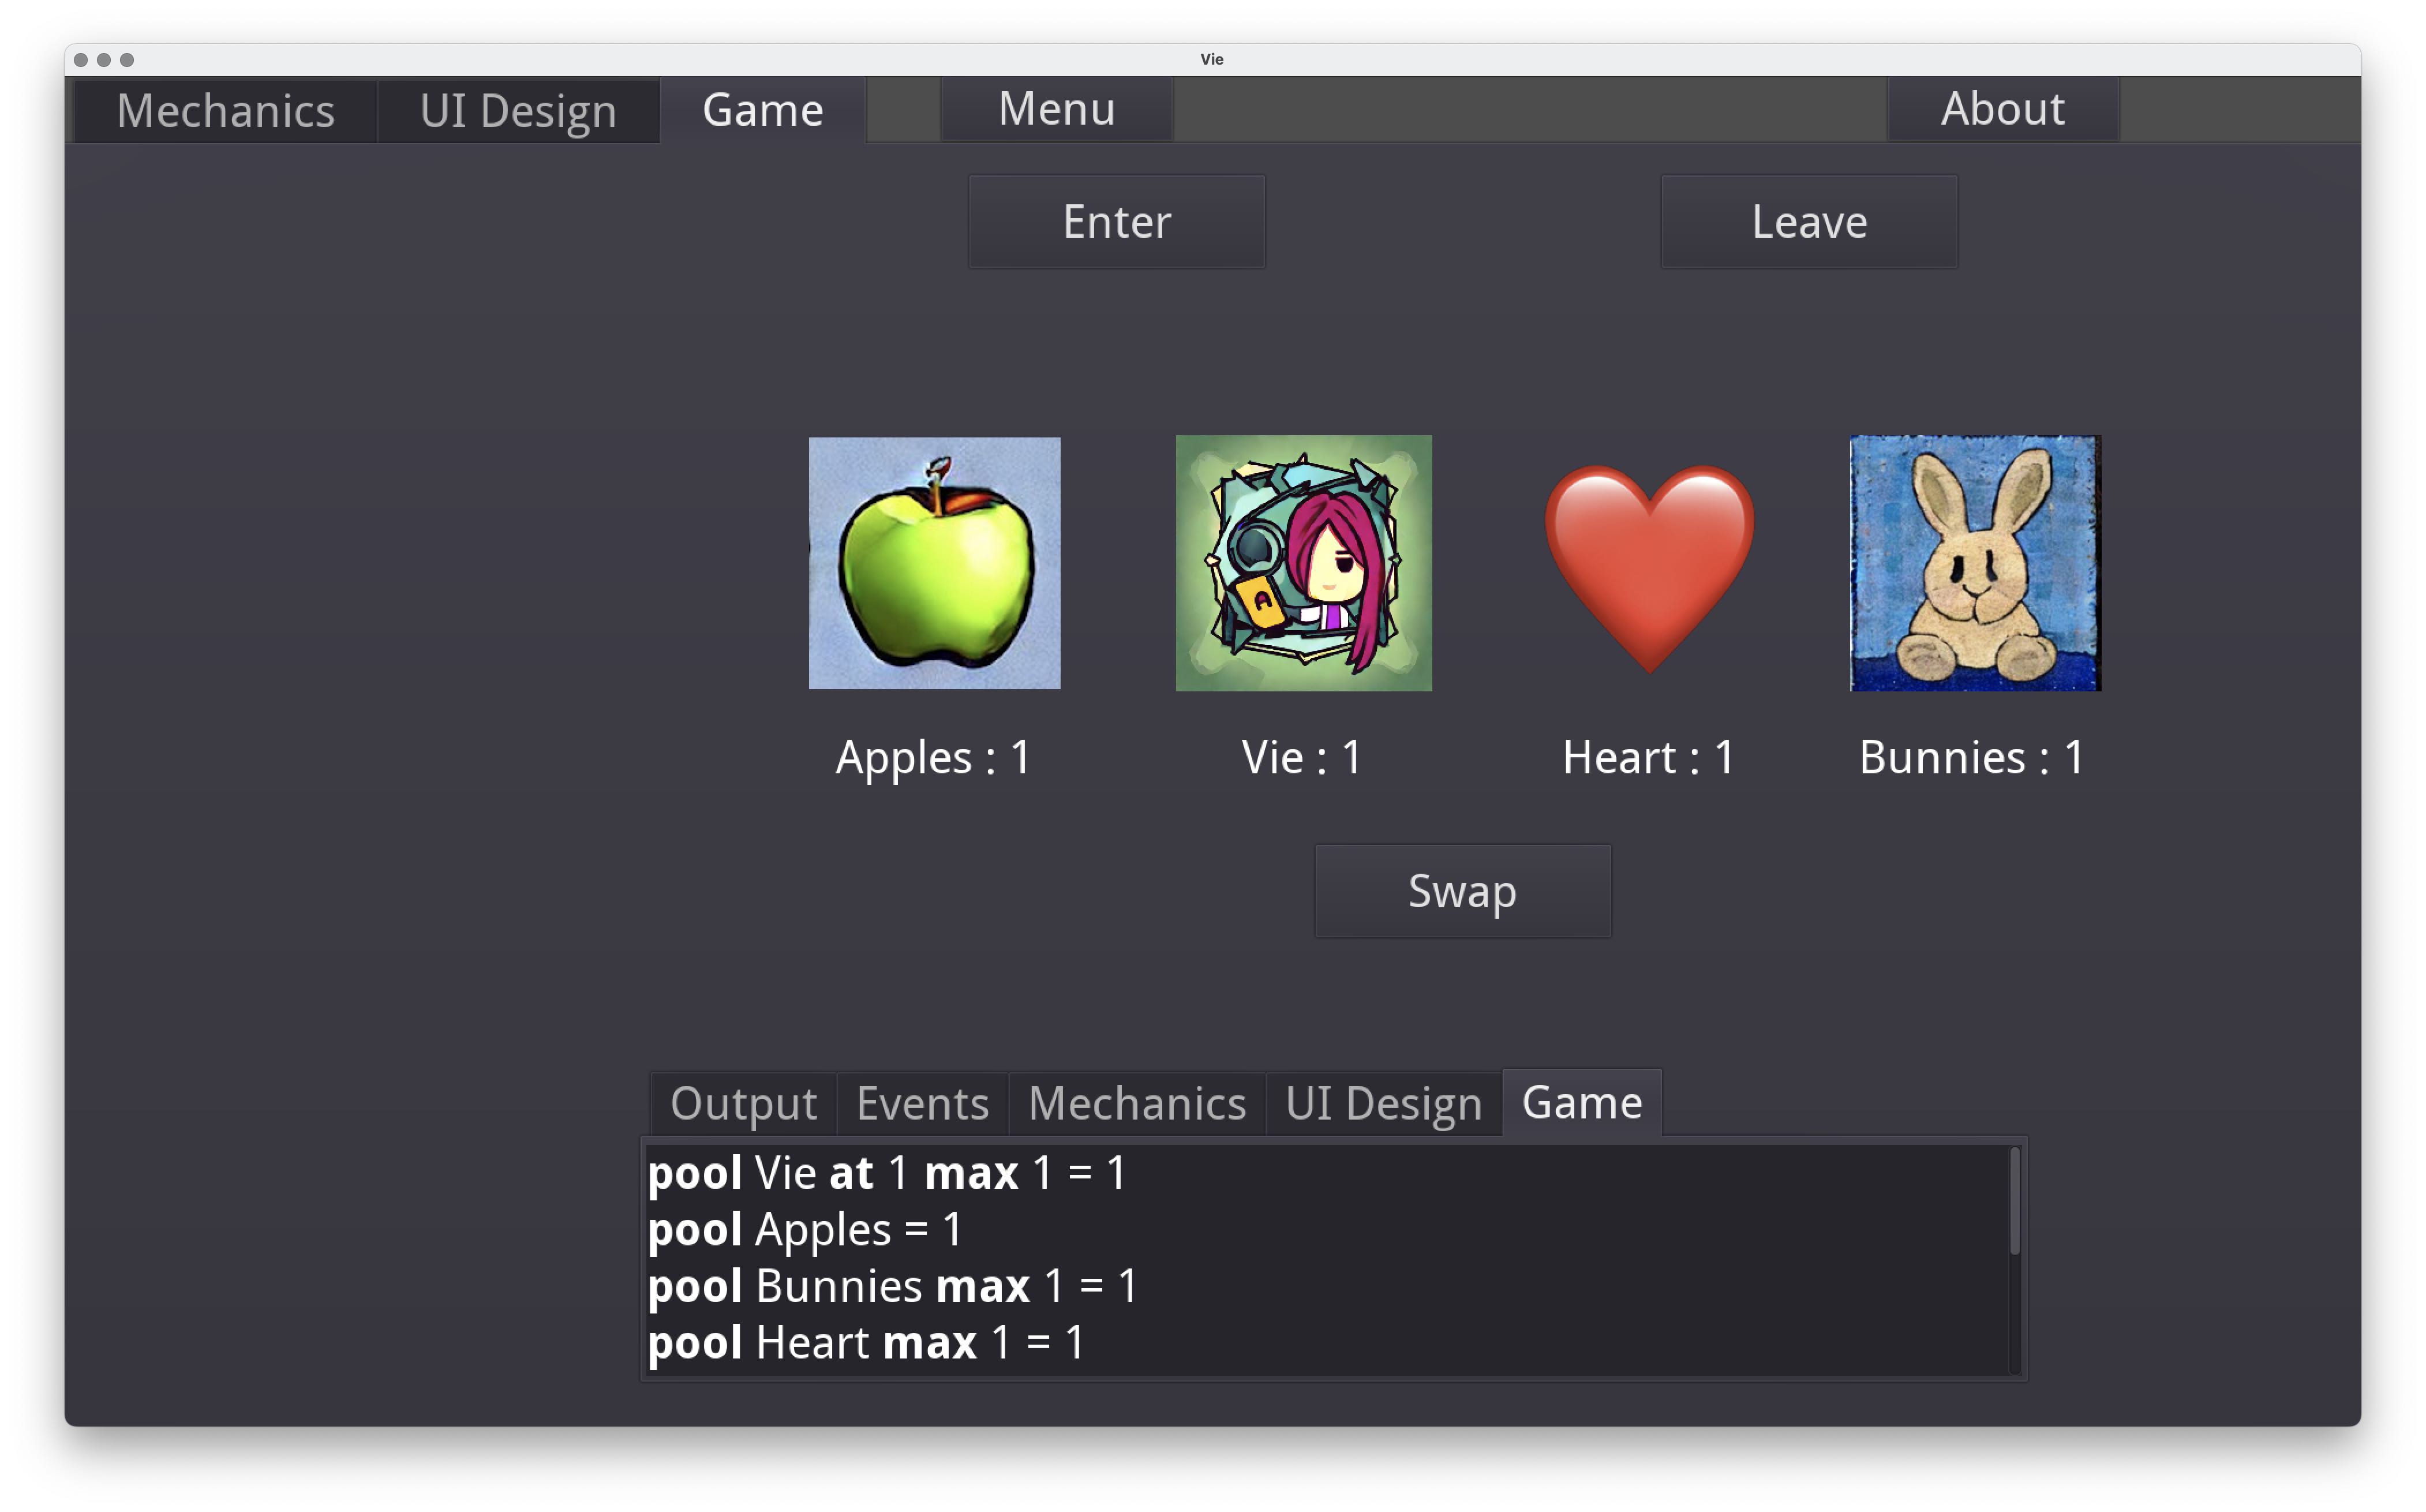 Vie
Mechanics UI Design Game Menu About
Enter Leave
Apples : 1 Vie : 1 Heart : 1 Bunnies : 1
Swap
Output Events Mechanics UI Design Game
pool Vie at 1 max 1 = 1
pool Apples = 1
pool Bunnies max 1 = 1
pool Heart max 1 = 1